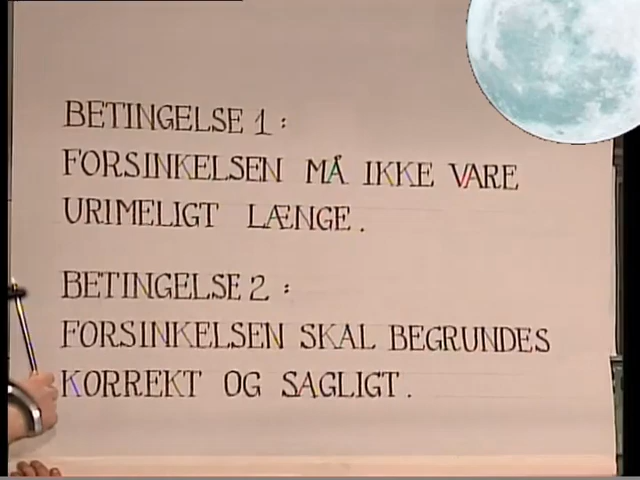 BETINGELSE 1:
FORSINKELSEN MÅ IKKE VARE
URIMELIGT LÆNGE.
BETINGELSE 2:
FORSINKELSEN SKAL BEGRUNDES
KORREKT OG SAGLIGT.